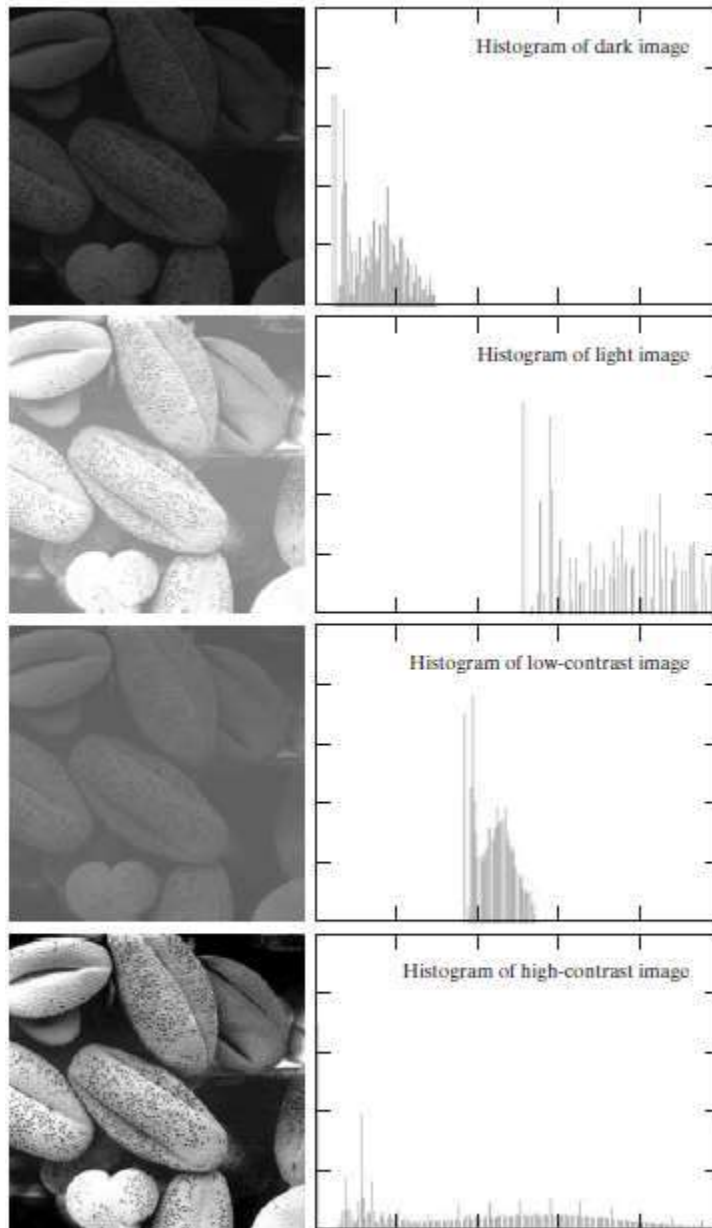 Histogram of dark image
Histogram of light image
Histogram of low-contrast image
Histogram of high-contrast image